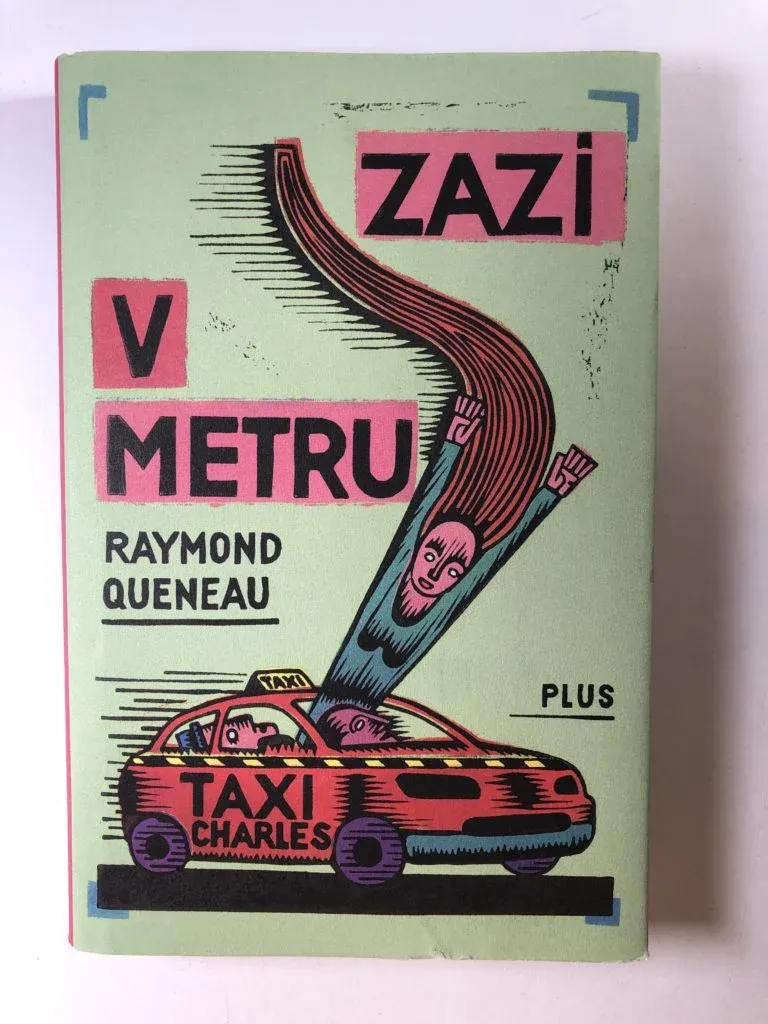 ZAZi
V
METRU
RAYMOND
QUENEAU
PLUS
TAXI
TAXI
CHARLES